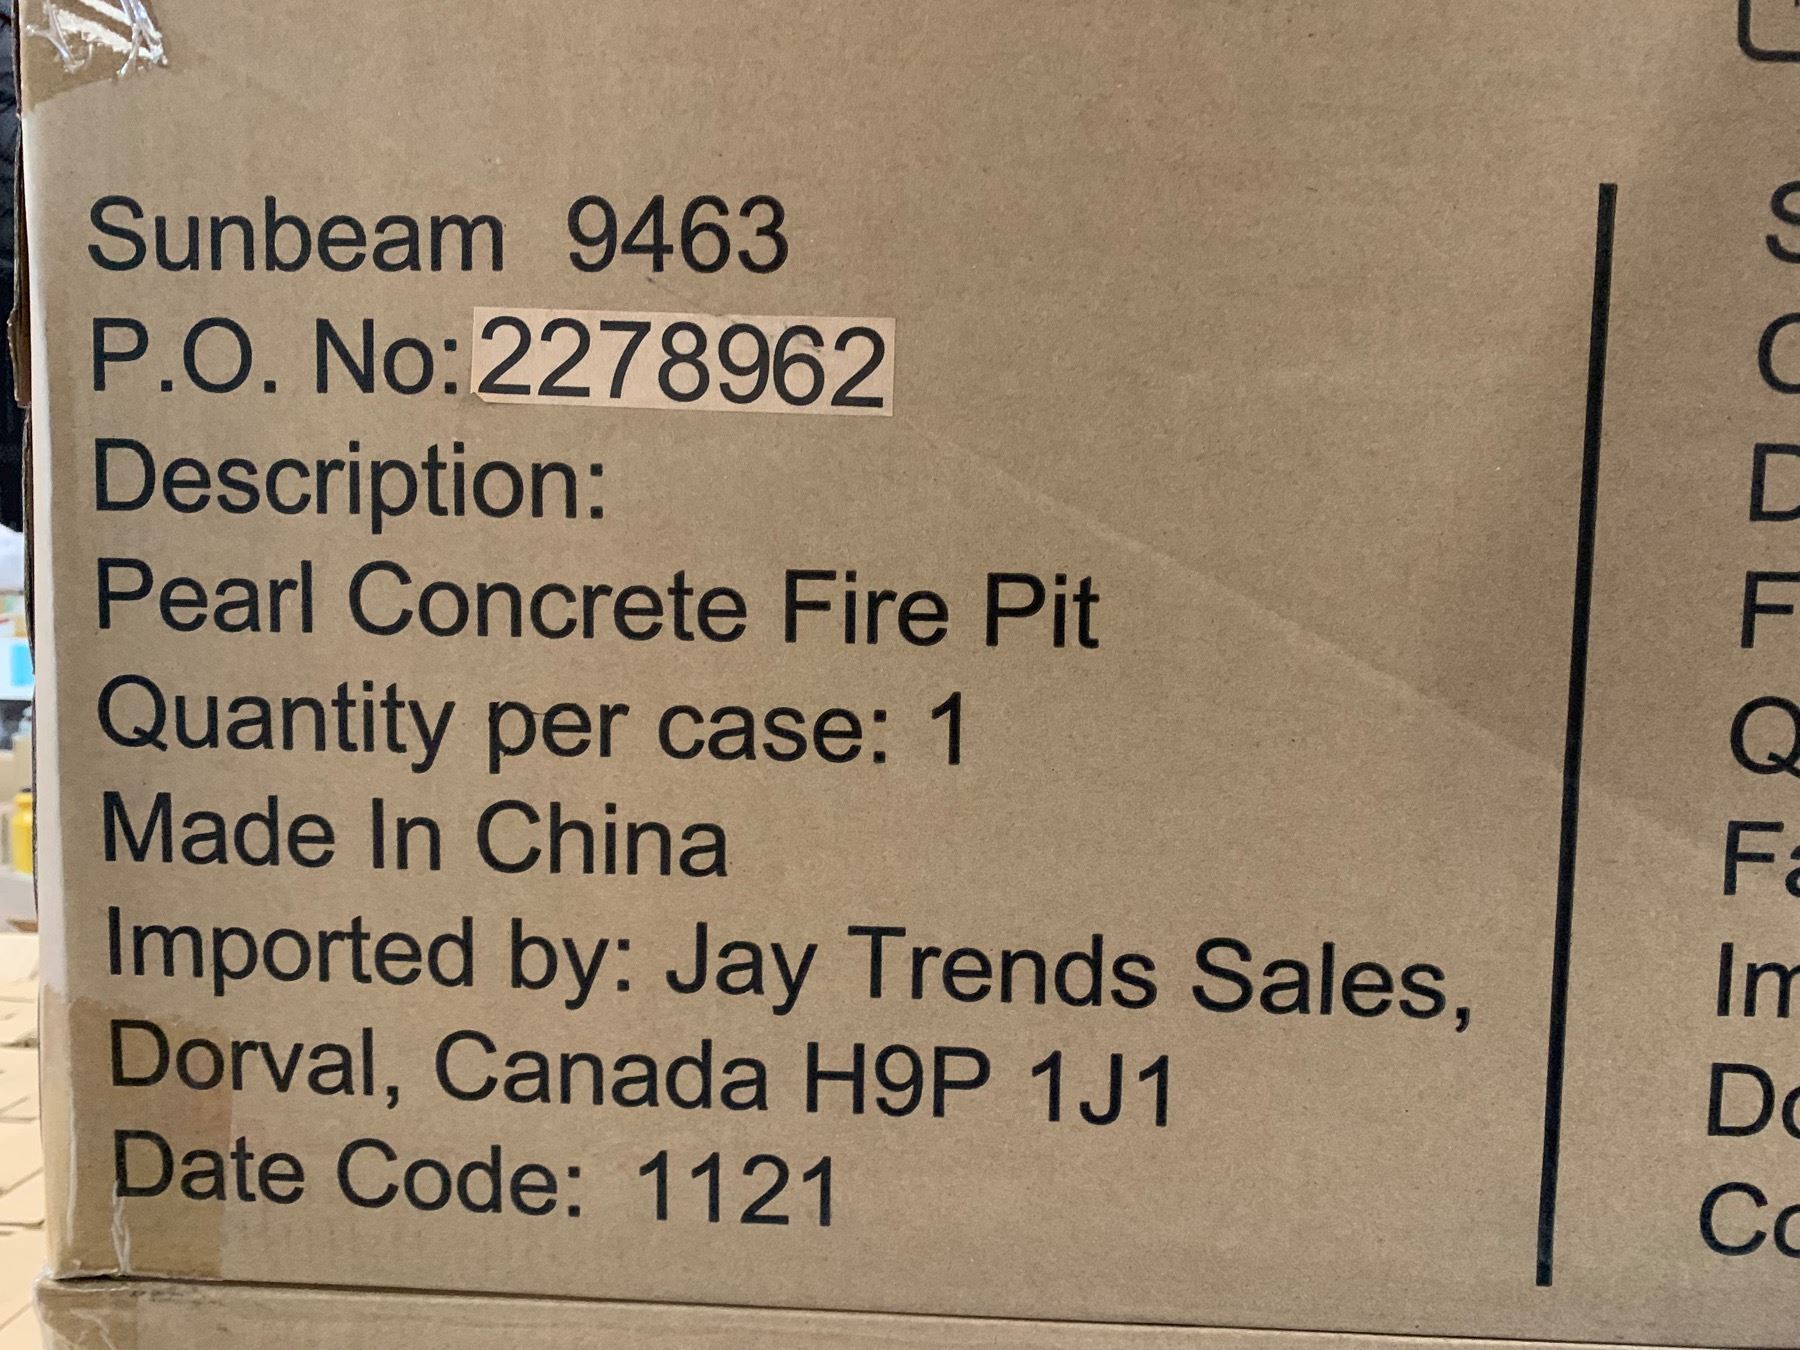 Sunbeam 9463
P.O. No: 2278962
Description:
Pearl Concrete Fire Pit
Quantity per case: 1
Made In China
Imported by: Jay Trends Sales,
Dorval, Canada H9P 1J1
Date Code: 1121